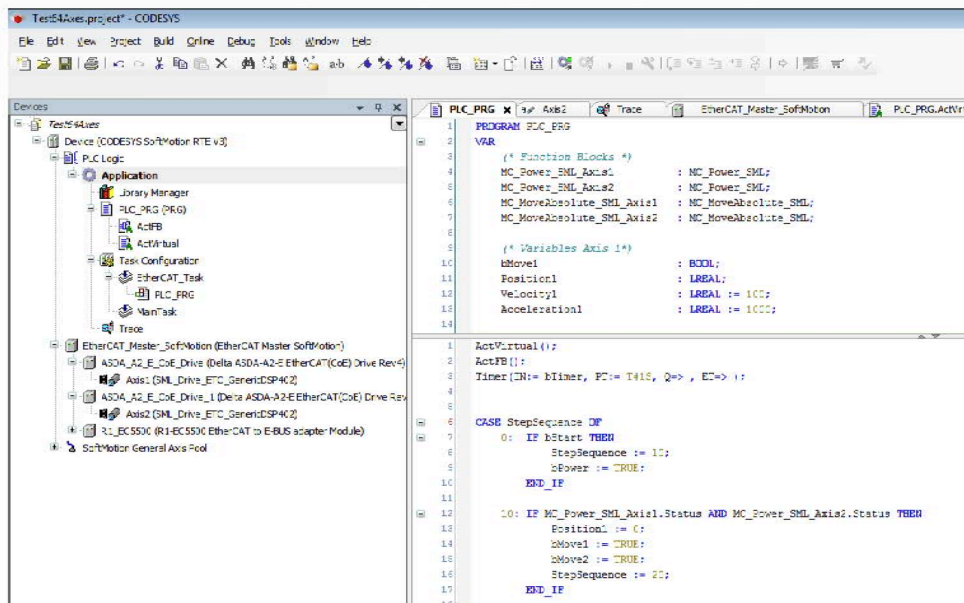 Test64Axes.project* - CODESYS
File Edit View Project Build Online Debug Tools Window Help
Devices
Test64Axes
Device (CODESYS SoftMotion RTE V3)
PLC Logic
Application
Library Manager
PLC_PRG (PRG)
ActFB
ActVirtual
Task Configuration
EtherCAT_Task
PLC_PRG
MainTask
Trace
EtherCAT_Master_SoftMotion (EtherCAT Master SoftMotion)
ASDA_A2_E_CoE_Drive (Delta ASDA-A2-E EtherCAT(CoE) Drive Rev4)
Axis1 (SML_Drive_ETC_GenericDSP402)
ASDA_A2_E_CoE_Drive_1 (Delta ASDA-A2-E EtherCAT(CoE) Drive Rev
Axis2 (SML_Drive_ETC_GenericDSP402)
R1_EC5500 (R1-EC5500 EtherCAT to E-BUS adapter Module)
SoftMotion General Axis Pool
PLC_PRG Axis2 Trace EtherCAT_Master_SoftMotion PLC_PRG.ActVir
1 PROGRAM PLC_PRG
2 VAR
3 (* Function Blocks *)
4 MC_Power_SML_Axis1 : MC_Power_SML;
5 MC_Power_SML_Axis2 : MC_Power_SML;
6 MC_MoveAbsolute_SML_Axis1 : MC_MoveAbsolute_SML;
7 MC_MoveAbsolute_SML_Axis2 : MC_MoveAbsolute_SML;
8
9 (* Variables Axis 1*)
10 bMove1 : BOOL;
11 Position1 : LREAL;
12 Velocity1 : LREAL := 100;
13 Acceleration1 : LREAL := 1000;
14
1 ActVirtual();
2 ActFB();
3 Timer(IN:= bTimer, PT:= T#1S, Q=> , ET=> );
4
5
6 CASE StepSequence OF
7 0: IF bStart THEN
8 StepSequence := 10;
9 bPower := TRUE;
10 END_IF
11
12 10: IF MC_Power_SML_Axis1.Status AND MC_Power_SML_Axis2.Status THEN
13 Position1 := 0;
14 bMove1 := TRUE;
15 bMove2 := TRUE;
16 StepSequence := 20;
17 END_IF